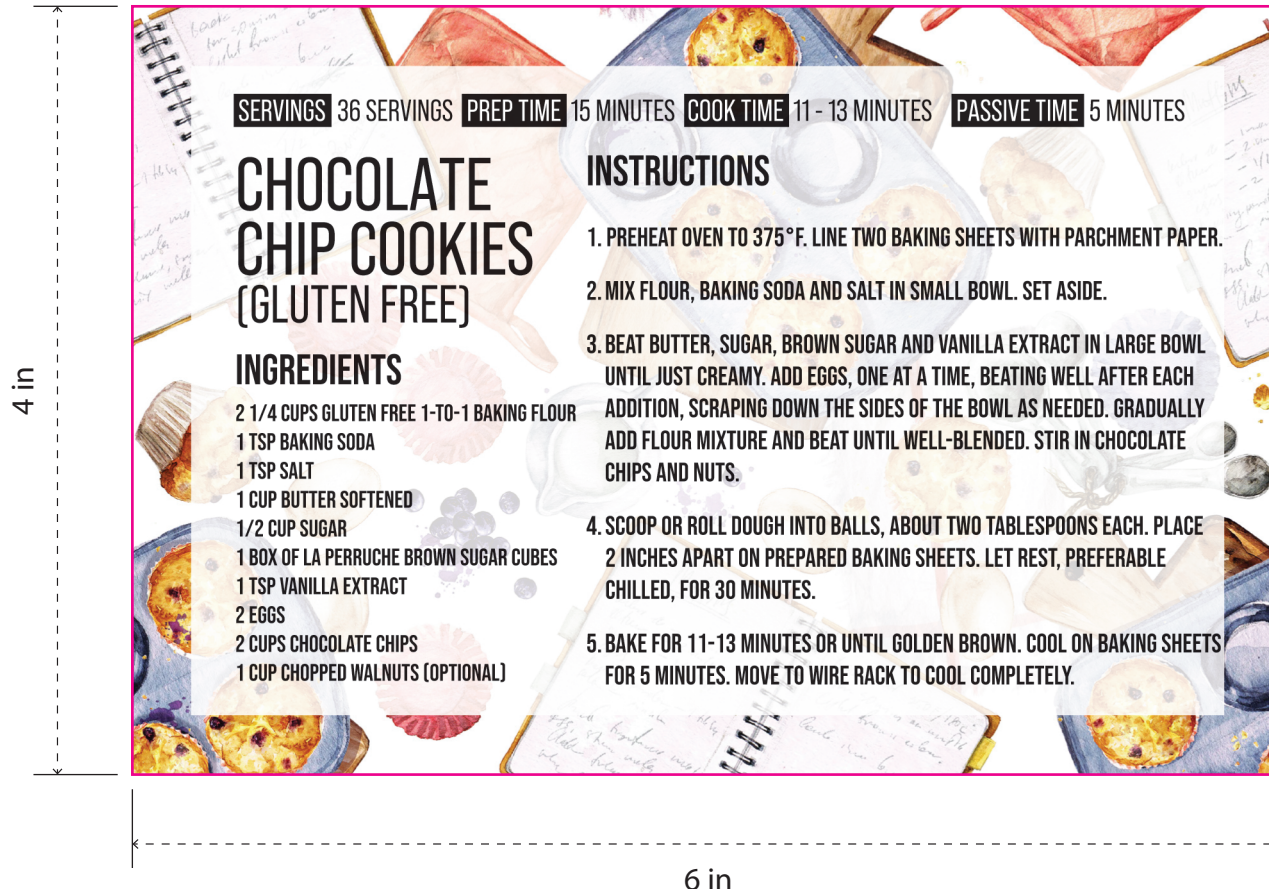 SERVINGS 36 SERVINGS PREP TIME 15 MINUTES COOK TIME 11 - 13 MINUTES PASSIVE TIME 5 MINUTES
CHOCOLATE
CHIP COOKIES
(GLUTEN FREE)
INGREDIENTS
2 1/4 CUPS GLUTEN FREE 1-TO-1 BAKING FLOUR
1 TSP BAKING SODA
1 TSP SALT
1 CUP BUTTER SOFTENED
1/2 CUP SUGAR
1 BOX OF LA PERRUCHE BROWN SUGAR CUBES
1 TSP VANILLA EXTRACT
2 EGGS
2 CUPS CHOCOLATE CHIPS
1 CUP CHOPPED WALNUTS (OPTIONAL)
INSTRUCTIONS
1. PREHEAT OVEN TO 375°F. LINE TWO BAKING SHEETS WITH PARCHMENT PAPER.
2. MIX FLOUR, BAKING SODA AND SALT IN SMALL BOWL. SET ASIDE.
3. BEAT BUTTER, SUGAR, BROWN SUGAR AND VANILLA EXTRACT IN LARGE BOWL
UNTIL JUST CREAMY. ADD EGGS, ONE AT A TIME, BEATING WELL AFTER EACH
ADDITION, SCRAPING DOWN THE SIDES OF THE BOWL AS NEEDED. GRADUALLY
ADD FLOUR MIXTURE AND BEAT UNTIL WELL-BLENDED. STIR IN CHOCOLATE
CHIPS AND NUTS.
4. SCOOP OR ROLL DOUGH INTO BALLS, ABOUT TWO TABLESPOONS EACH. PLACE
2 INCHES APART ON PREPARED BAKING SHEETS. LET REST, PREFERABLE
CHILLED, FOR 30 MINUTES.
5. BAKE FOR 11-13 MINUTES OR UNTIL GOLDEN BROWN. COOL ON BAKING SHEETS
FOR 5 MINUTES. MOVE TO WIRE RACK TO COOL COMPLETELY.
4 in
6 in